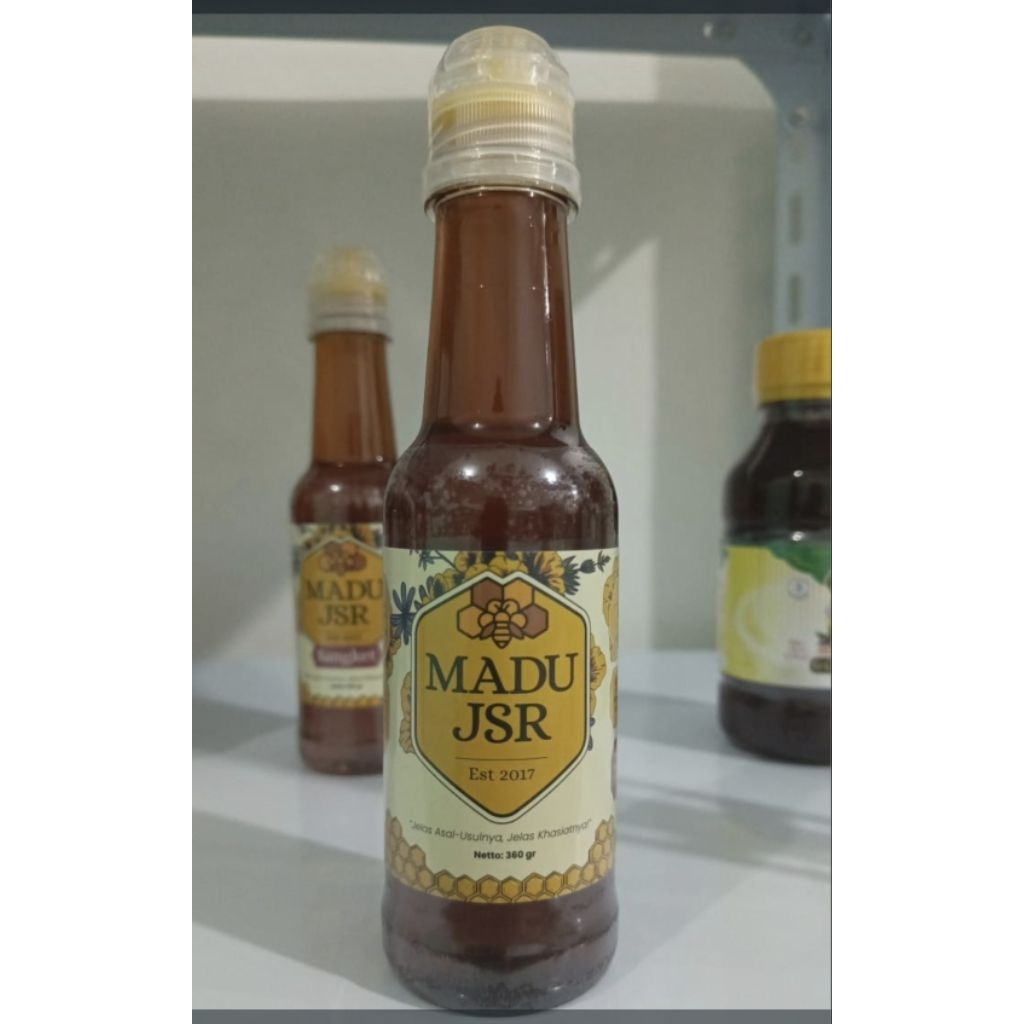 MADU
JSR
Est 2017
"Jelas Asal-Usulnya, Jelas Khasiatnya!"
Netto: 360 gr
MADU
JSR